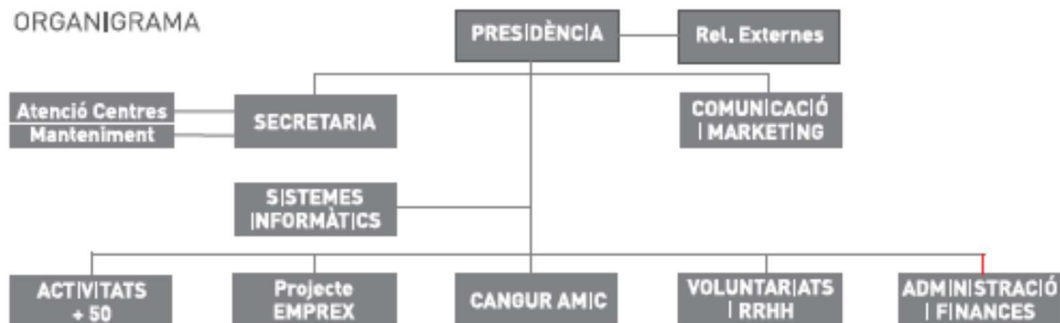 ORGANIGRAMA
PRESIDÈNCIA
Rel. Externes
Atenció Centres
Manteniment
SECRETARIA
COMUNICACIÓ
I MARKETING
SISTEMES
INFORMÀTICS
ACTIVITATS
+ 50
Projecte
EMPREX
CANGUR AMIC
VOLUNTARIATS
I RRHH
ADMINISTRACIÓ
I FINANCES